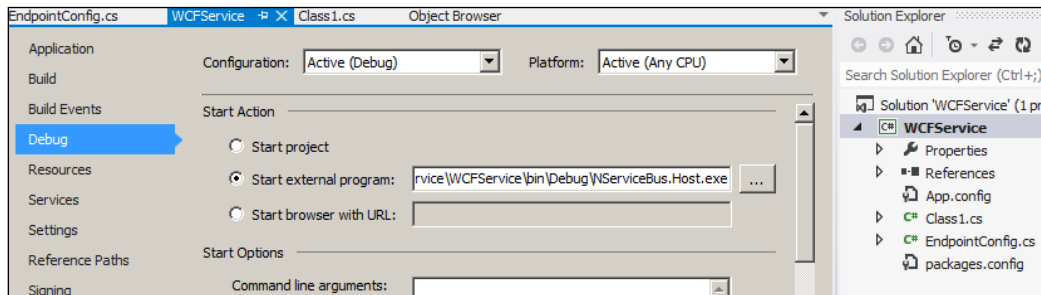 EndpointConfig.cs WCFService Class1.cs Object Browser
Solution Explorer
Application
Build
Build Events
Debug
Resources
Services
Settings
Reference Paths
Signing
Configuration: Active (Debug) Platform: Active (Any CPU)
Start Action
Start project
Start external program: rvice\WCFService\bin\Debug\NServiceBus.Host.exe ...
Start browser with URL:
Start Options
Command line arguments:
Search Solution Explorer (Ctrl+;)
Solution 'WCFService' (1 pr
C# WCFService
Properties
References
App.config
C# Class1.cs
C# EndpointConfig.cs
packages.config